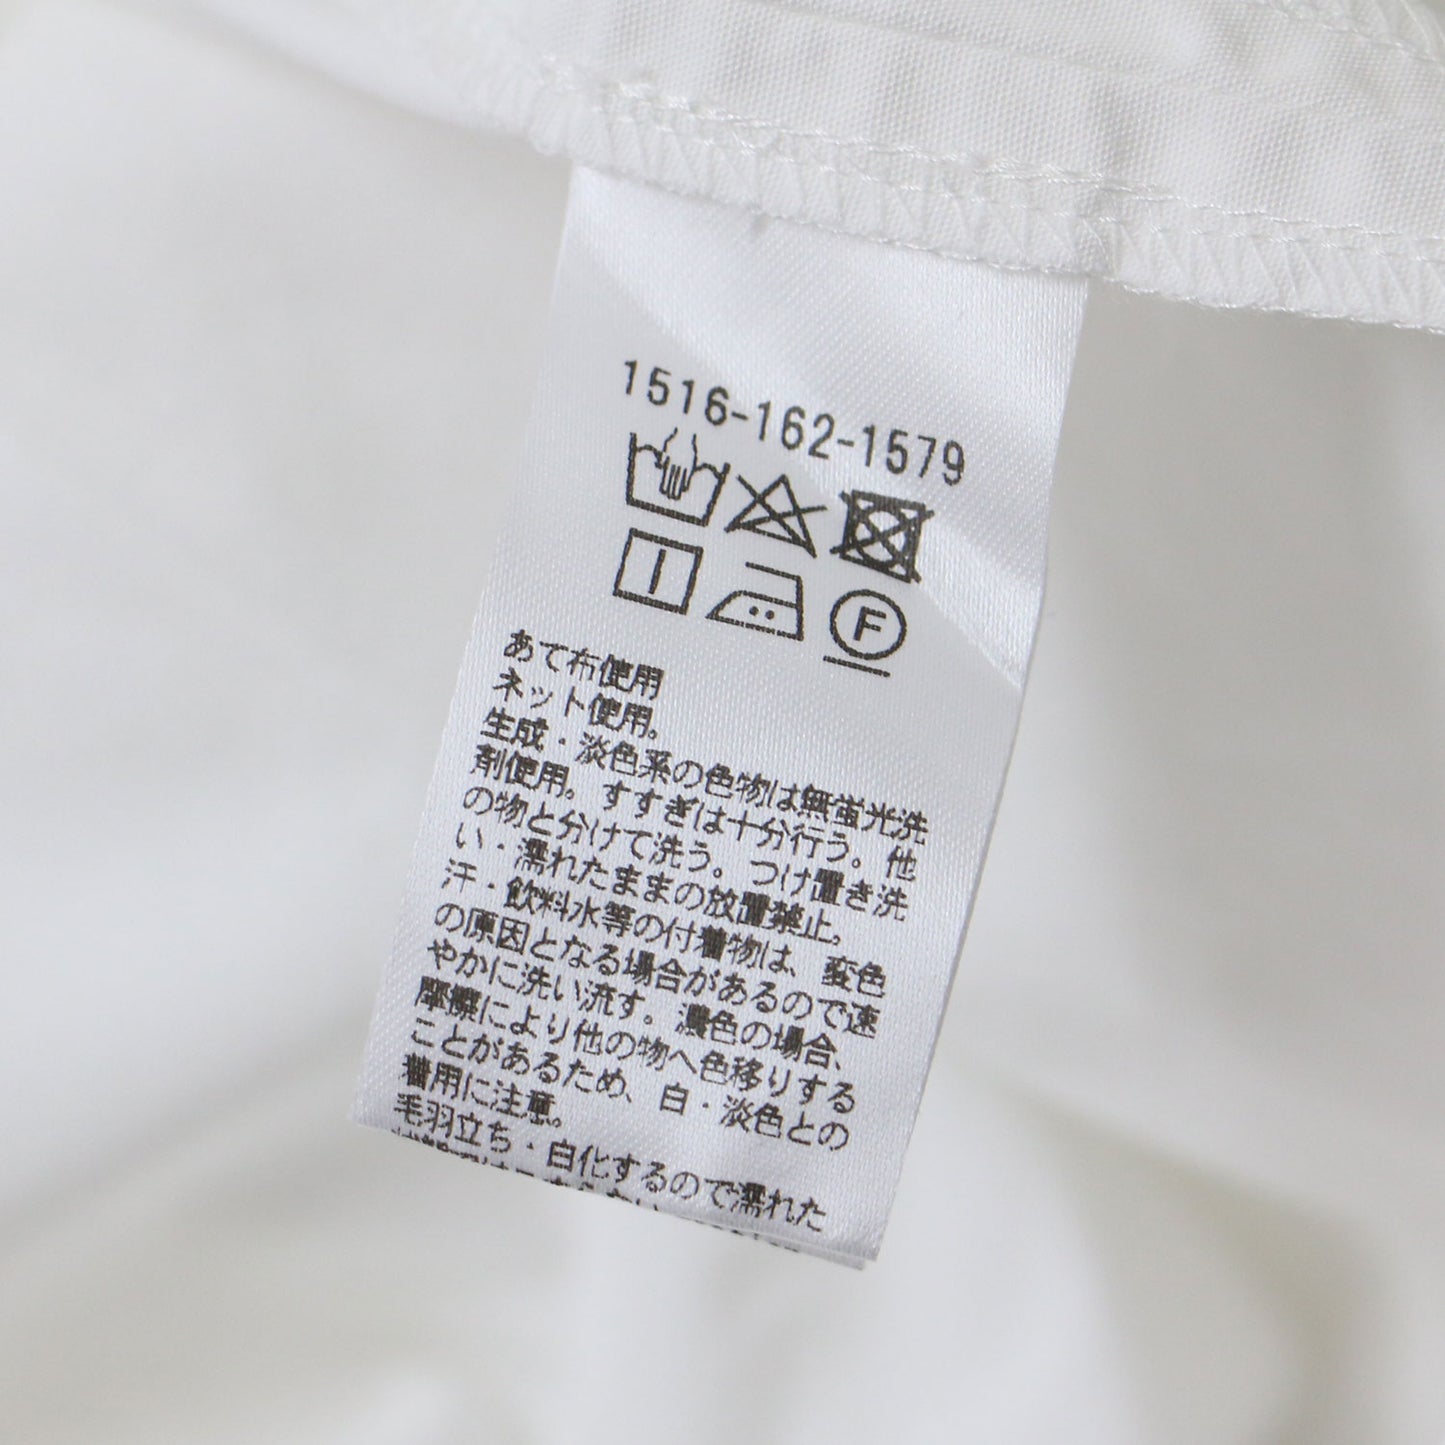 1516-162-1579
F
あて布使用
ネット使用。
生成・淡色系の色物は無蛍光洗
剤使用。すすぎは十分行う。他
の物と分けて洗う。つけ置き洗
い・濡れたままの放置禁止。
汗・飲料水等の付着物は、変色
の原因となる場合があるので速
やかに洗い流す。濃色の場合、
摩擦により他の物へ色移りする
ことがあるため、白・淡色との
着用に注意。
毛羽立ち・白化するので濡れた